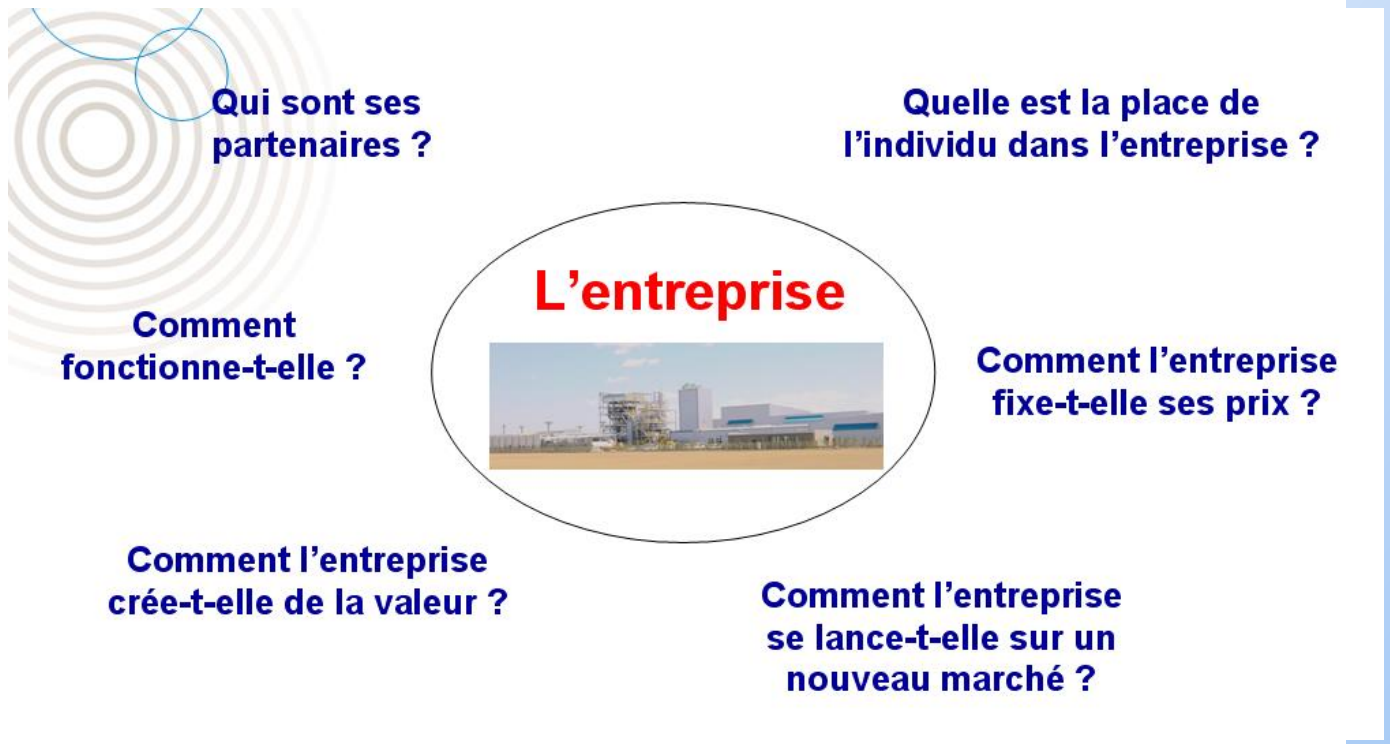 Qui sont ses
partenaires ?
Quelle est la place de
l’individu dans l’entreprise ?
L’entreprise
Comment
fonctionne-t-elle ?
Comment l’entreprise
fixe-t-elle ses prix ?
Comment l’entreprise
crée-t-elle de la valeur ?
Comment l’entreprise
se lance-t-elle sur un
nouveau marché ?